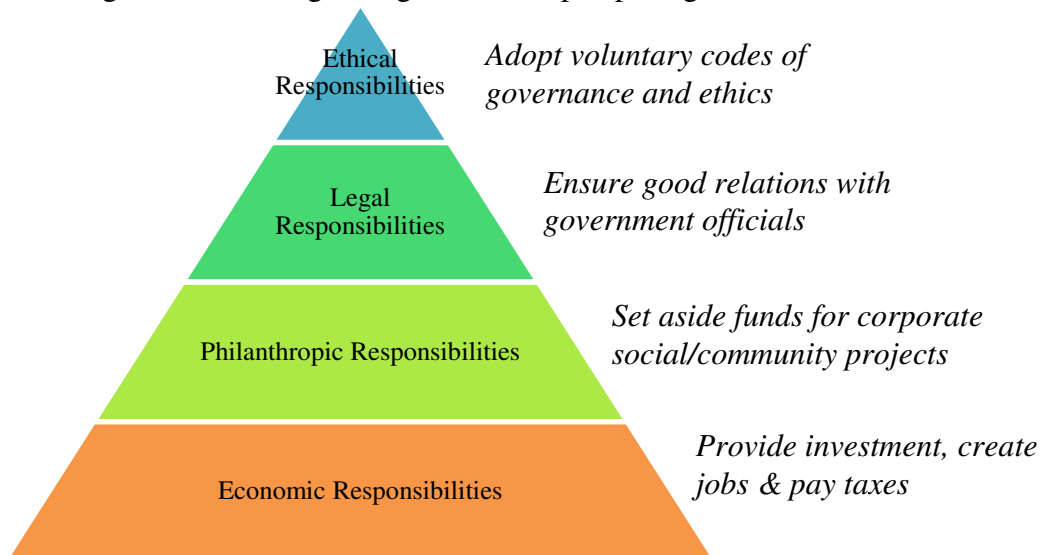 Ethical
Responsibilities
Adopt voluntary codes of
governance and ethics
Legal
Responsibilities
Ensure good relations with
government officials
Philanthropic Responsibilities
Set aside funds for corporate
social/community projects
Economic Responsibilities
Provide investment, create
jobs & pay taxes